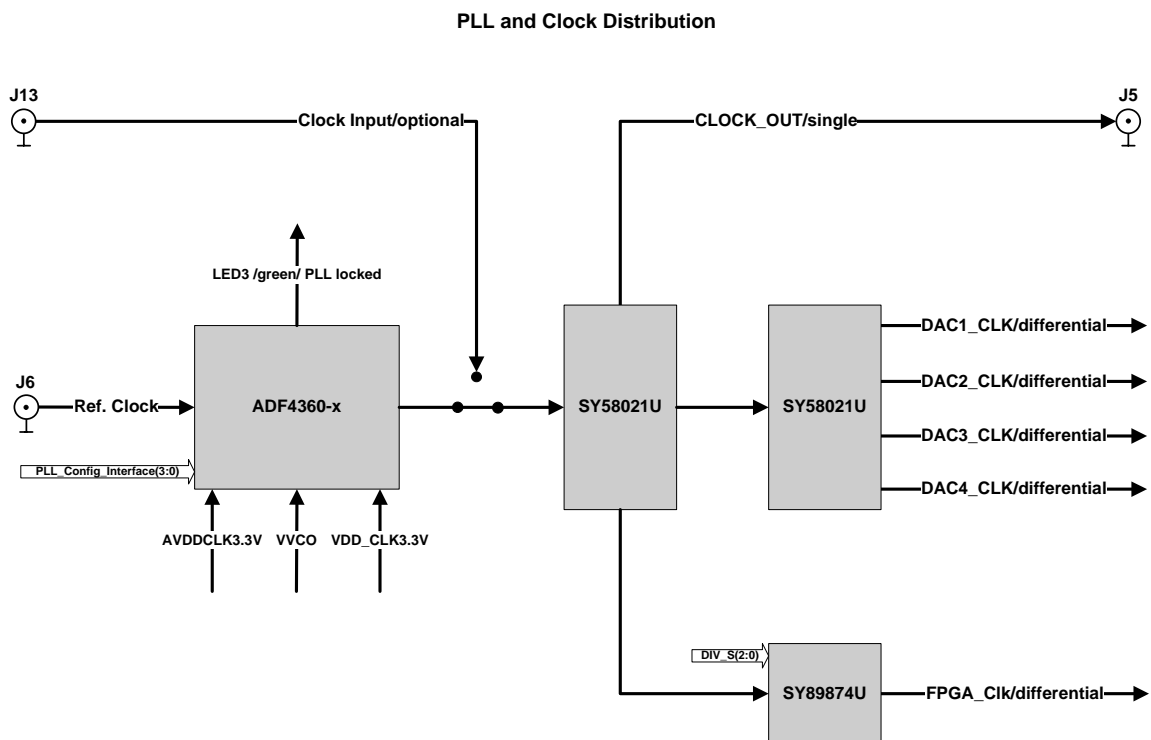 PLL and Clock Distribution
J13
J5
Clock Input/optional
CLOCK_OUT/single
LED3 /green/ PLL locked
DAC1_CLK/differential
J6
DAC2_CLK/differential
Ref. Clock
ADF4360-x
SY58021U
SY58021U
DAC3_CLK/differential
PLL_Config_Interface(3:0)
DAC4_CLK/differential
AVDDCLK3.3V
VVCO
VDD_CLK3.3V
DIV_S(2:0)
SY89874U
FPGA_Clk/differential